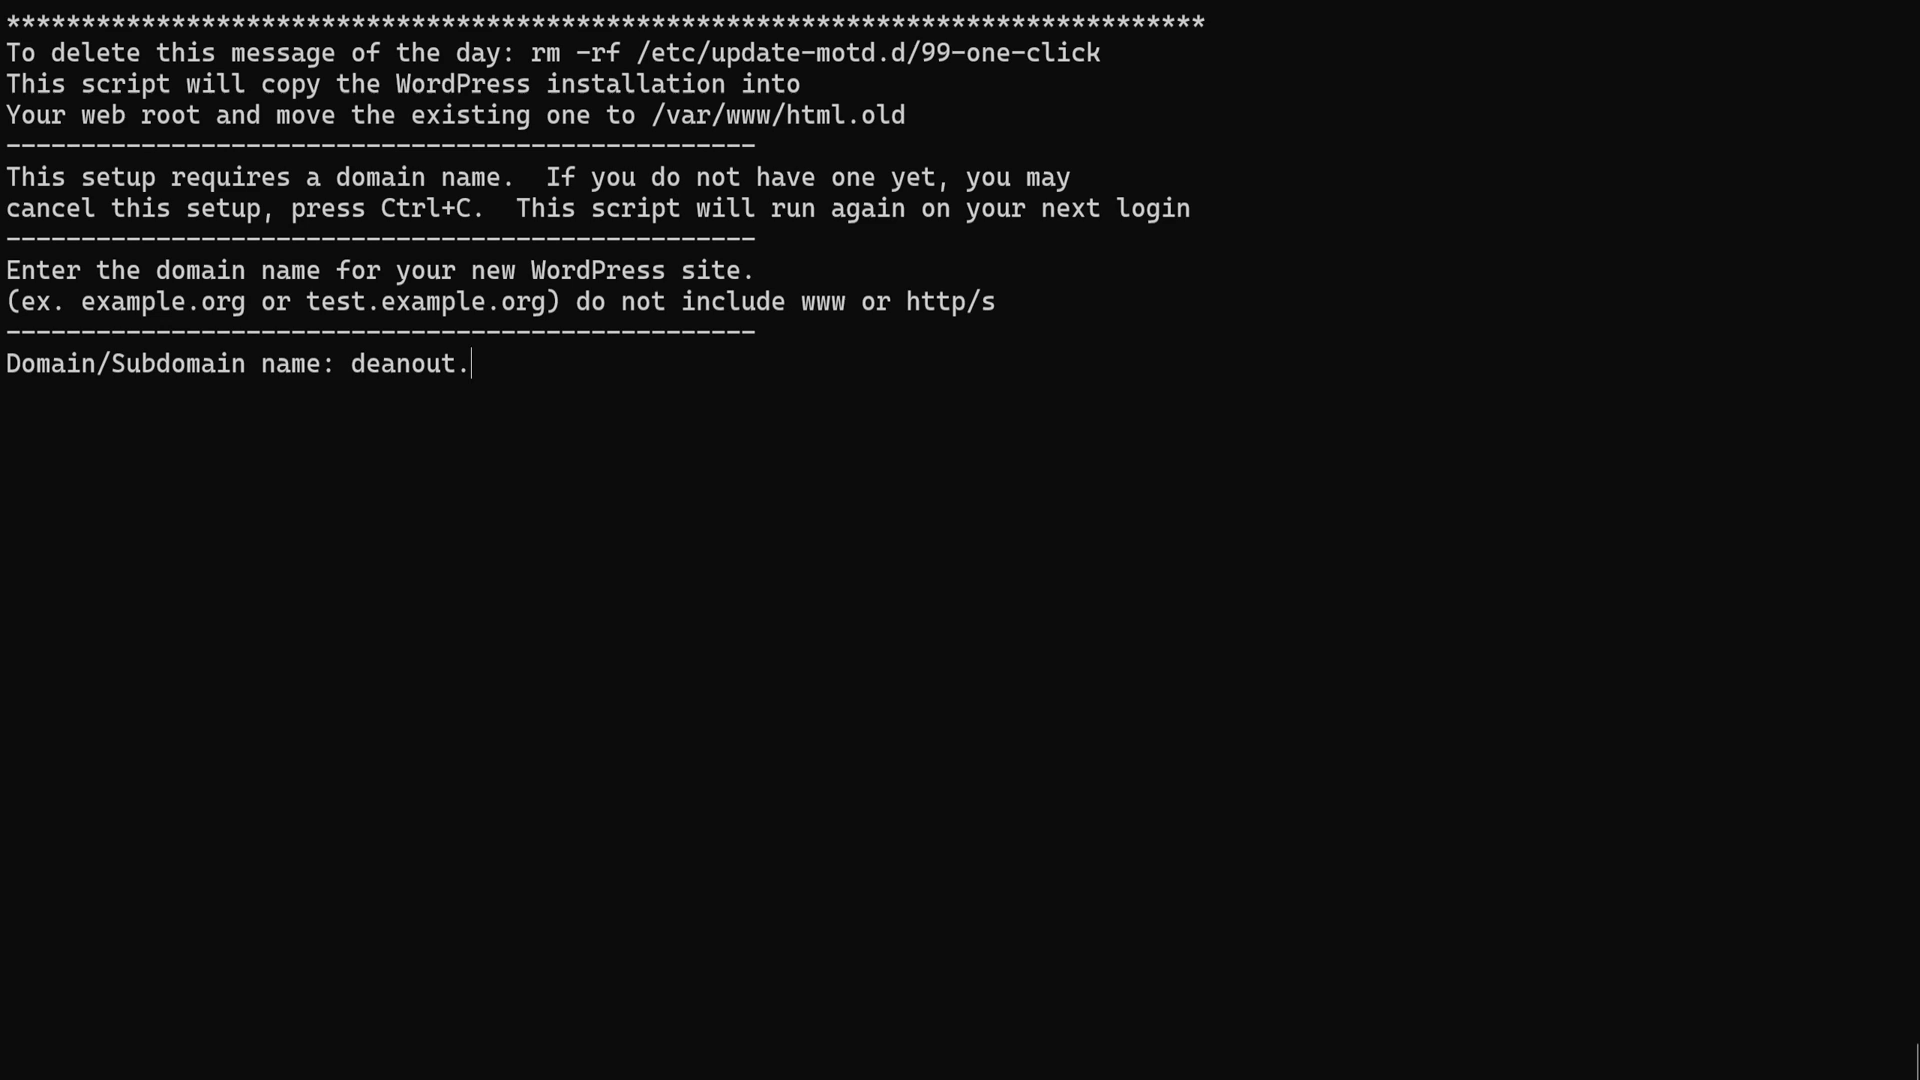 ********************************************************************************
To delete this message of the day: rm -rf /etc/update-motd.d/99-one-click
This script will copy the WordPress installation into
Your web root and move the existing one to /var/www/html.old
--------------------------------------------------
This setup requires a domain name.  If you do not have one yet, you may
cancel this setup, press Ctrl+C.  This script will run again on your next login
--------------------------------------------------
Enter the domain name for your new WordPress site.
(ex. example.org or test.example.org) do not include www or http/s
--------------------------------------------------
Domain/Subdomain name: deanout.